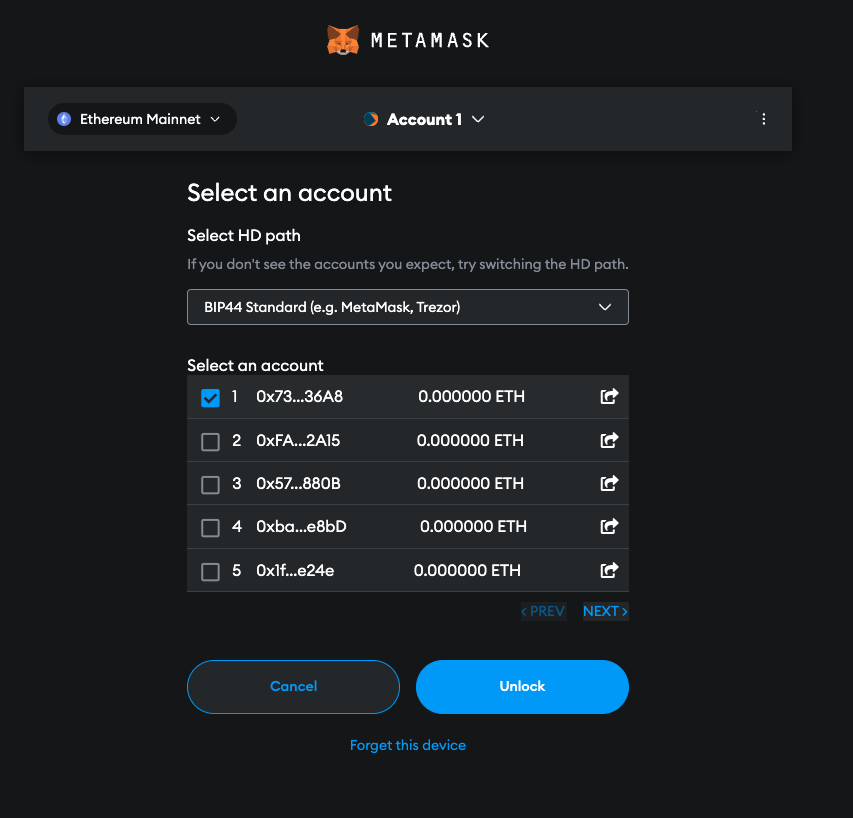 METAMASK
Ethereum Mainnet
Account 1
Select an account
Select HD path
If you don't see the accounts you expect, try switching the HD path.
BIP44 Standard (e.g. MetaMask, Trezor)
Select an account
1 0x73...36A8 0.000000 ETH
2 0xFA...2A15 0.000000 ETH
3 0x57...880B 0.000000 ETH
4 0xba...e8bD 0.000000 ETH
5 0x1f...e24e 0.000000 ETH
< PREV NEXT >
Cancel Unlock
Forget this device